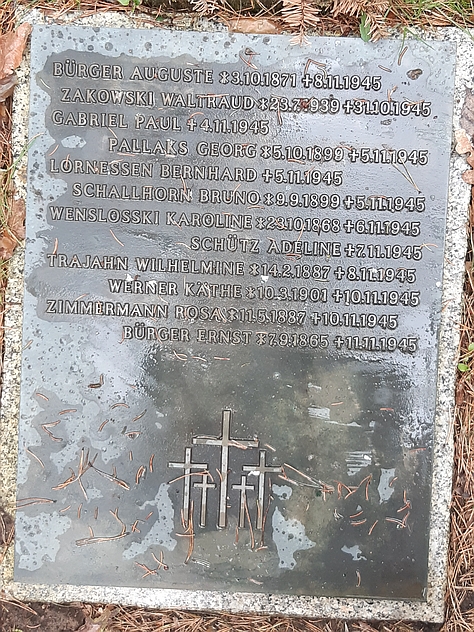 BÜRGER AUGUSTE *3.10.1871 +8.11.1945
ZAKOWSKI WALTRAUD *23.7.1939 +31.10.1945
GABRIEL PAUL +4.11.1945
PALLAKS GEORG *5.10.1899 +5.11.1945
LORNESSEN BERNHARD +5.11.1945
SCHALLHORN BRUNO *9.9.1899 +5.11.1945
WENSLOSSKI KAROLINE *23.10.1868 +6.11.1945
SCHÜTZ ADELINE +7.11.1945
TRAJAHN WILHELMINE *14.2.1887 +8.11.1945
WERNER KÄTHE *10.3.1901 +10.11.1945
ZIMMERMANN ROSA *11.5.1887 +10.11.1945
BÜRGER ERNST *7.9.1865 +11.11.1945